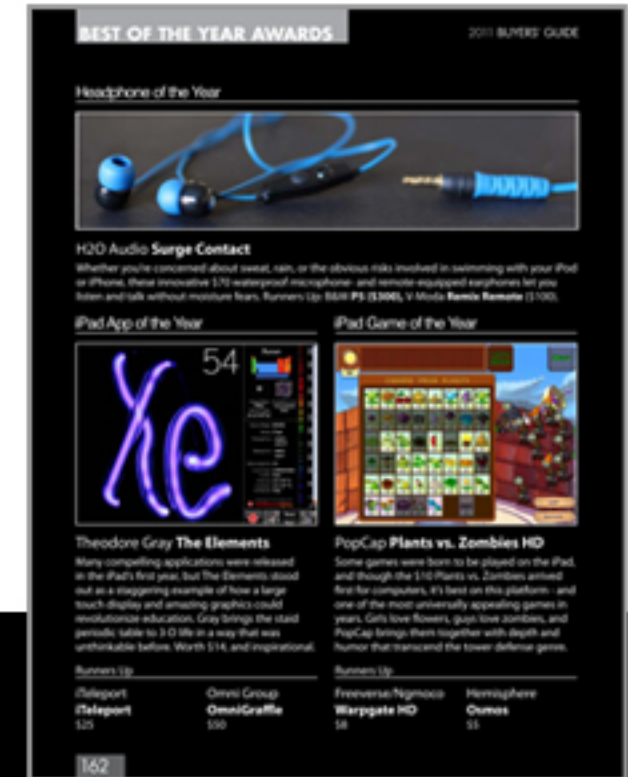 BEST OF THE YEAR AWARDS
2011 BUYERS' GUIDE
Headphone of the Year
H2O Audio Surge Contact
Whether you're concerned about sweat, rain, or the obvious risks involved in swimming with your iPod
or iPhone, these innovative $70 waterproof microphone- and remote-equipped earphones let you
listen and talk without moisture fears. Runners Up: B&W P5 ($300), V-Moda Remix Remote ($100).
iPad App of the Year
54
Xe
Theodore Gray The Elements
Many compelling applications were released
in the iPad's first year, but The Elements stood
out as a staggering example of how a large
touch display and amazing graphics could
revolutionize education. Gray brings the staid
periodic table to 3 D life in a way that was
unthinkable before. Worth $14, and inspirational.
Runners Up
iTeleport
iTeleport
$25
Omni Group
OmniGraffle
$50
iPad Game of the Year
PopCap Plants vs. Zombies HD
Some games were born to be played on the iPad,
and though the $10 Plants vs. Zombies arrived
first for computers, it's best on this platform - and
one of the most universally appealing games in
years. Girls love flowers, guys love zombies, and
PopCap brings them together with depth and
humor that transcend the tower defense genre.
Runners Up
Freeverse/Ngmoco
Warpgate HD
$8
Hemisphere
Osmos
$5
162